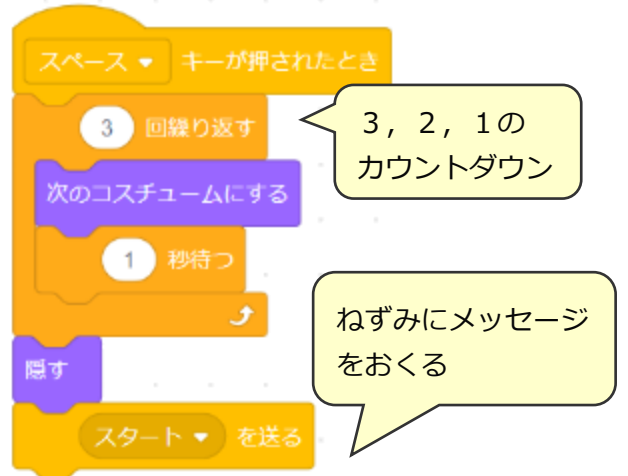 スペース キーが押されたとき
3 回繰り返す
３，２，１の
カウントダウン
次のコスチュームにする
1 秒待つ
ねずみにメッセージ
をおくる
隠す
スタート を送る